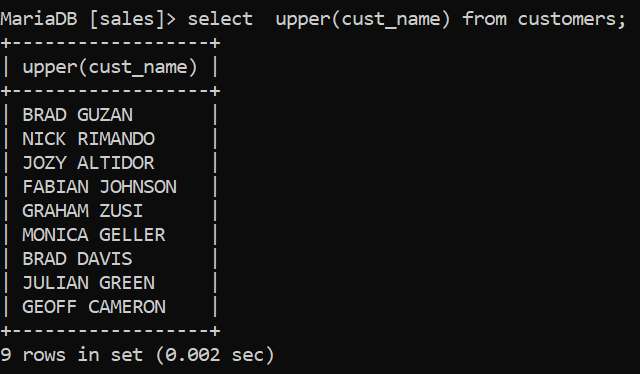 MariaDB [sales]> select  upper(cust_name) from customers;
+------------------+
| upper(cust_name) |
+------------------+
| BRAD GUZAN       |
| NICK RIMANDO     |
| JOZY ALTIDOR     |
| FABIAN JOHNSON   |
| GRAHAM ZUSI      |
| MONICA GELLER    |
| BRAD DAVIS       |
| JULIAN GREEN     |
| GEOFF CAMERON    |
+------------------+
9 rows in set (0.002 sec)